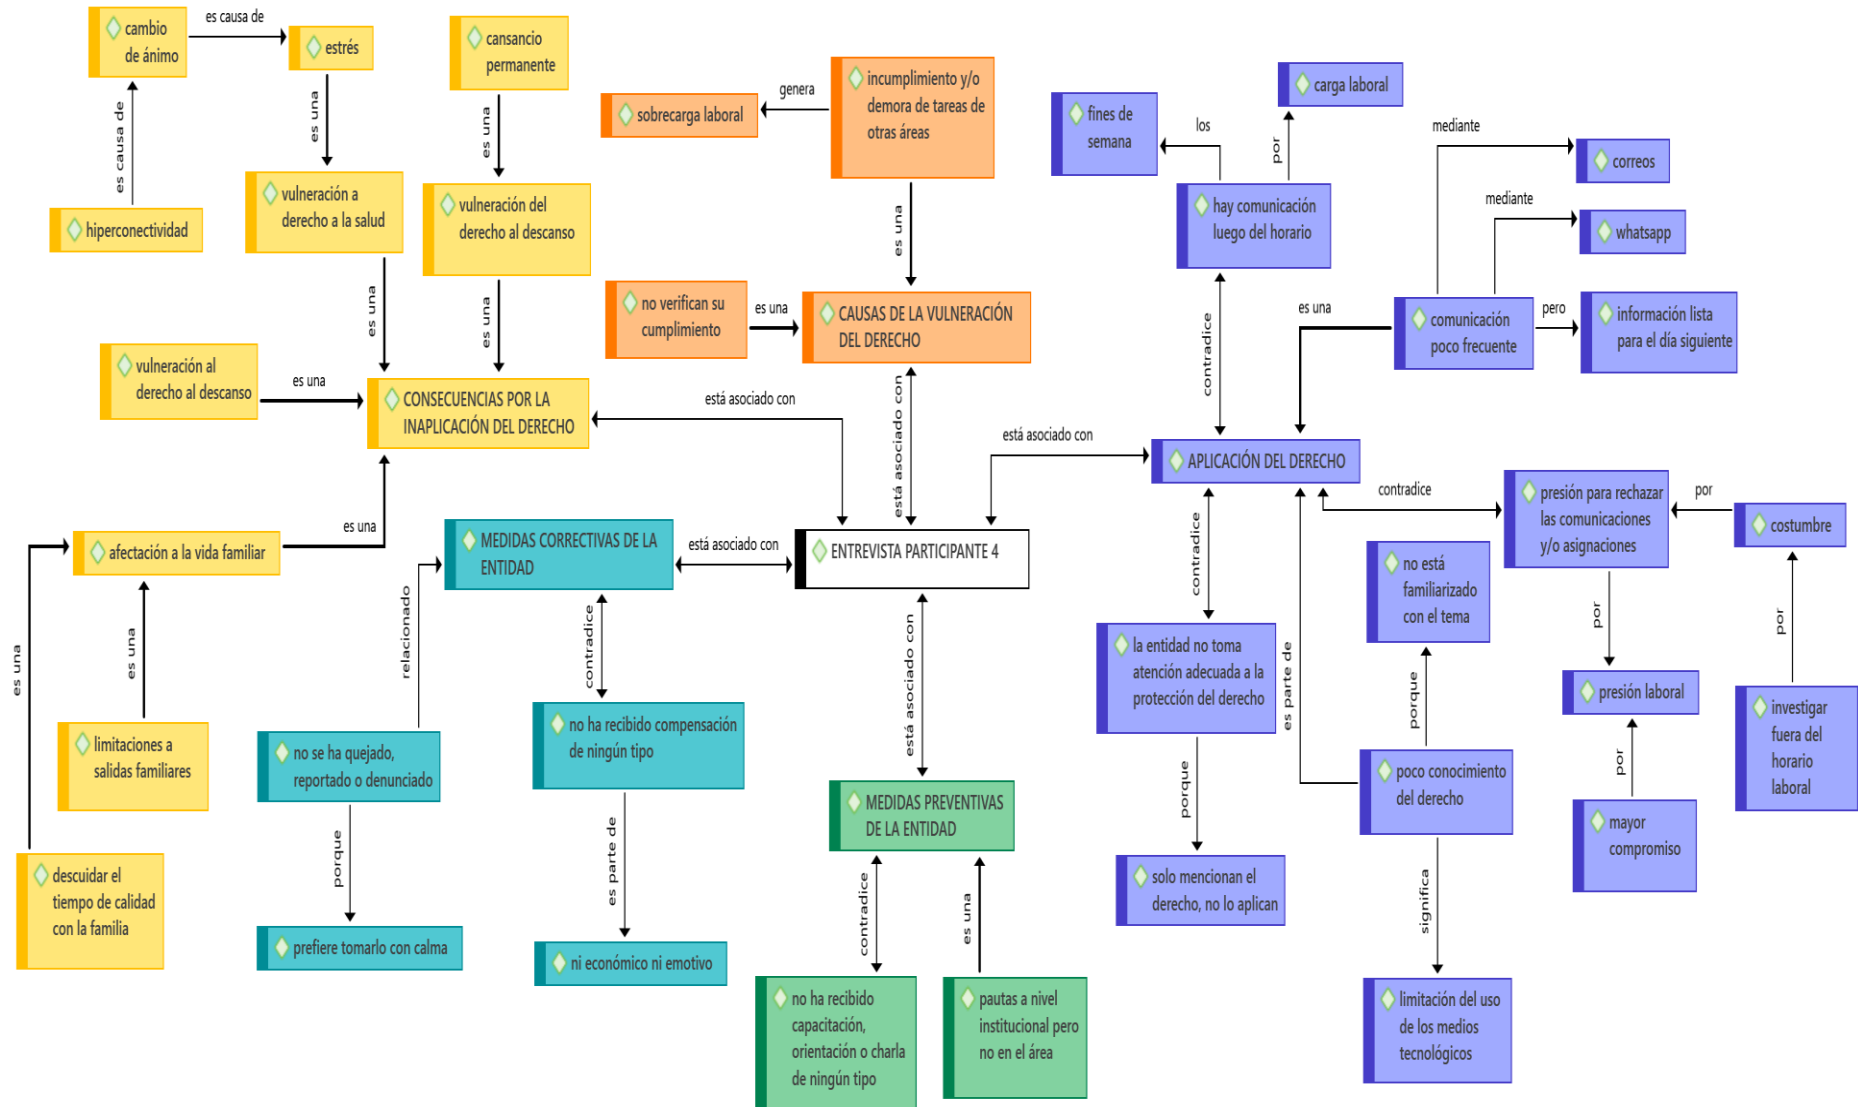 cambio
de ánimo
es causa de
estrés
cansancio
permanente
es causa de
es una
es una
hiperconectividad
vulneración a
derecho a la salud
vulneración del
derecho al descanso
es una
es una
vulneración al
derecho al descanso
es una
CONSECUENCIAS POR LA
INAPLICACIÓN DEL DERECHO
está asociado con
es una
afectación a la vida familiar
es una
es una
limitaciones a
salidas familiares
descuidar el
tiempo de calidad
con la familia
sobrecarga laboral
genera
incumplimiento y/o
demora de tareas de
otras áreas
es una
no verifican su
cumplimiento
es una
CAUSAS DE LA VULNERACIÓN
DEL DERECHO
está asociado con
MEDIDAS CORRECTIVAS DE LA
ENTIDAD
está asociado con
ENTREVISTA PARTICIPANTE 4
relacionado
contradice
no se ha quejado,
reportado o denunciado
no ha recibido compensación
de ningún tipo
porque
es parte de
prefiere tomarlo con calma
ni económico ni emotivo
está asociado con
MEDIDAS PREVENTIVAS
DE LA ENTIDAD
contradice
es una
no ha recibido
capacitación,
orientación o charla
de ningún tipo
pautas a nivel
institucional pero
no en el área
carga laboral
fines de
semana
los
por
mediante
correos
hay comunicación
luego del horario
mediante
whatsapp
contradice
es una
comunicación
poco frecuente
pero
información lista
para el día siguiente
está asociado con
APLICACIÓN DEL DERECHO
contradice
presión para rechazar
las comunicaciones
y/o asignaciones
por
costumbre
contradice
no está
familiarizado
con el tema
por
por
la entidad no toma
atención adecuada a la
protección del derecho
es parte de
porque
presión laboral
investigar
fuera del
horario
laboral
porque
poco conocimiento
del derecho
por
mayor
compromiso
solo mencionan el
derecho, no lo aplican
significa
limitación del uso
de los medios
tecnológicos